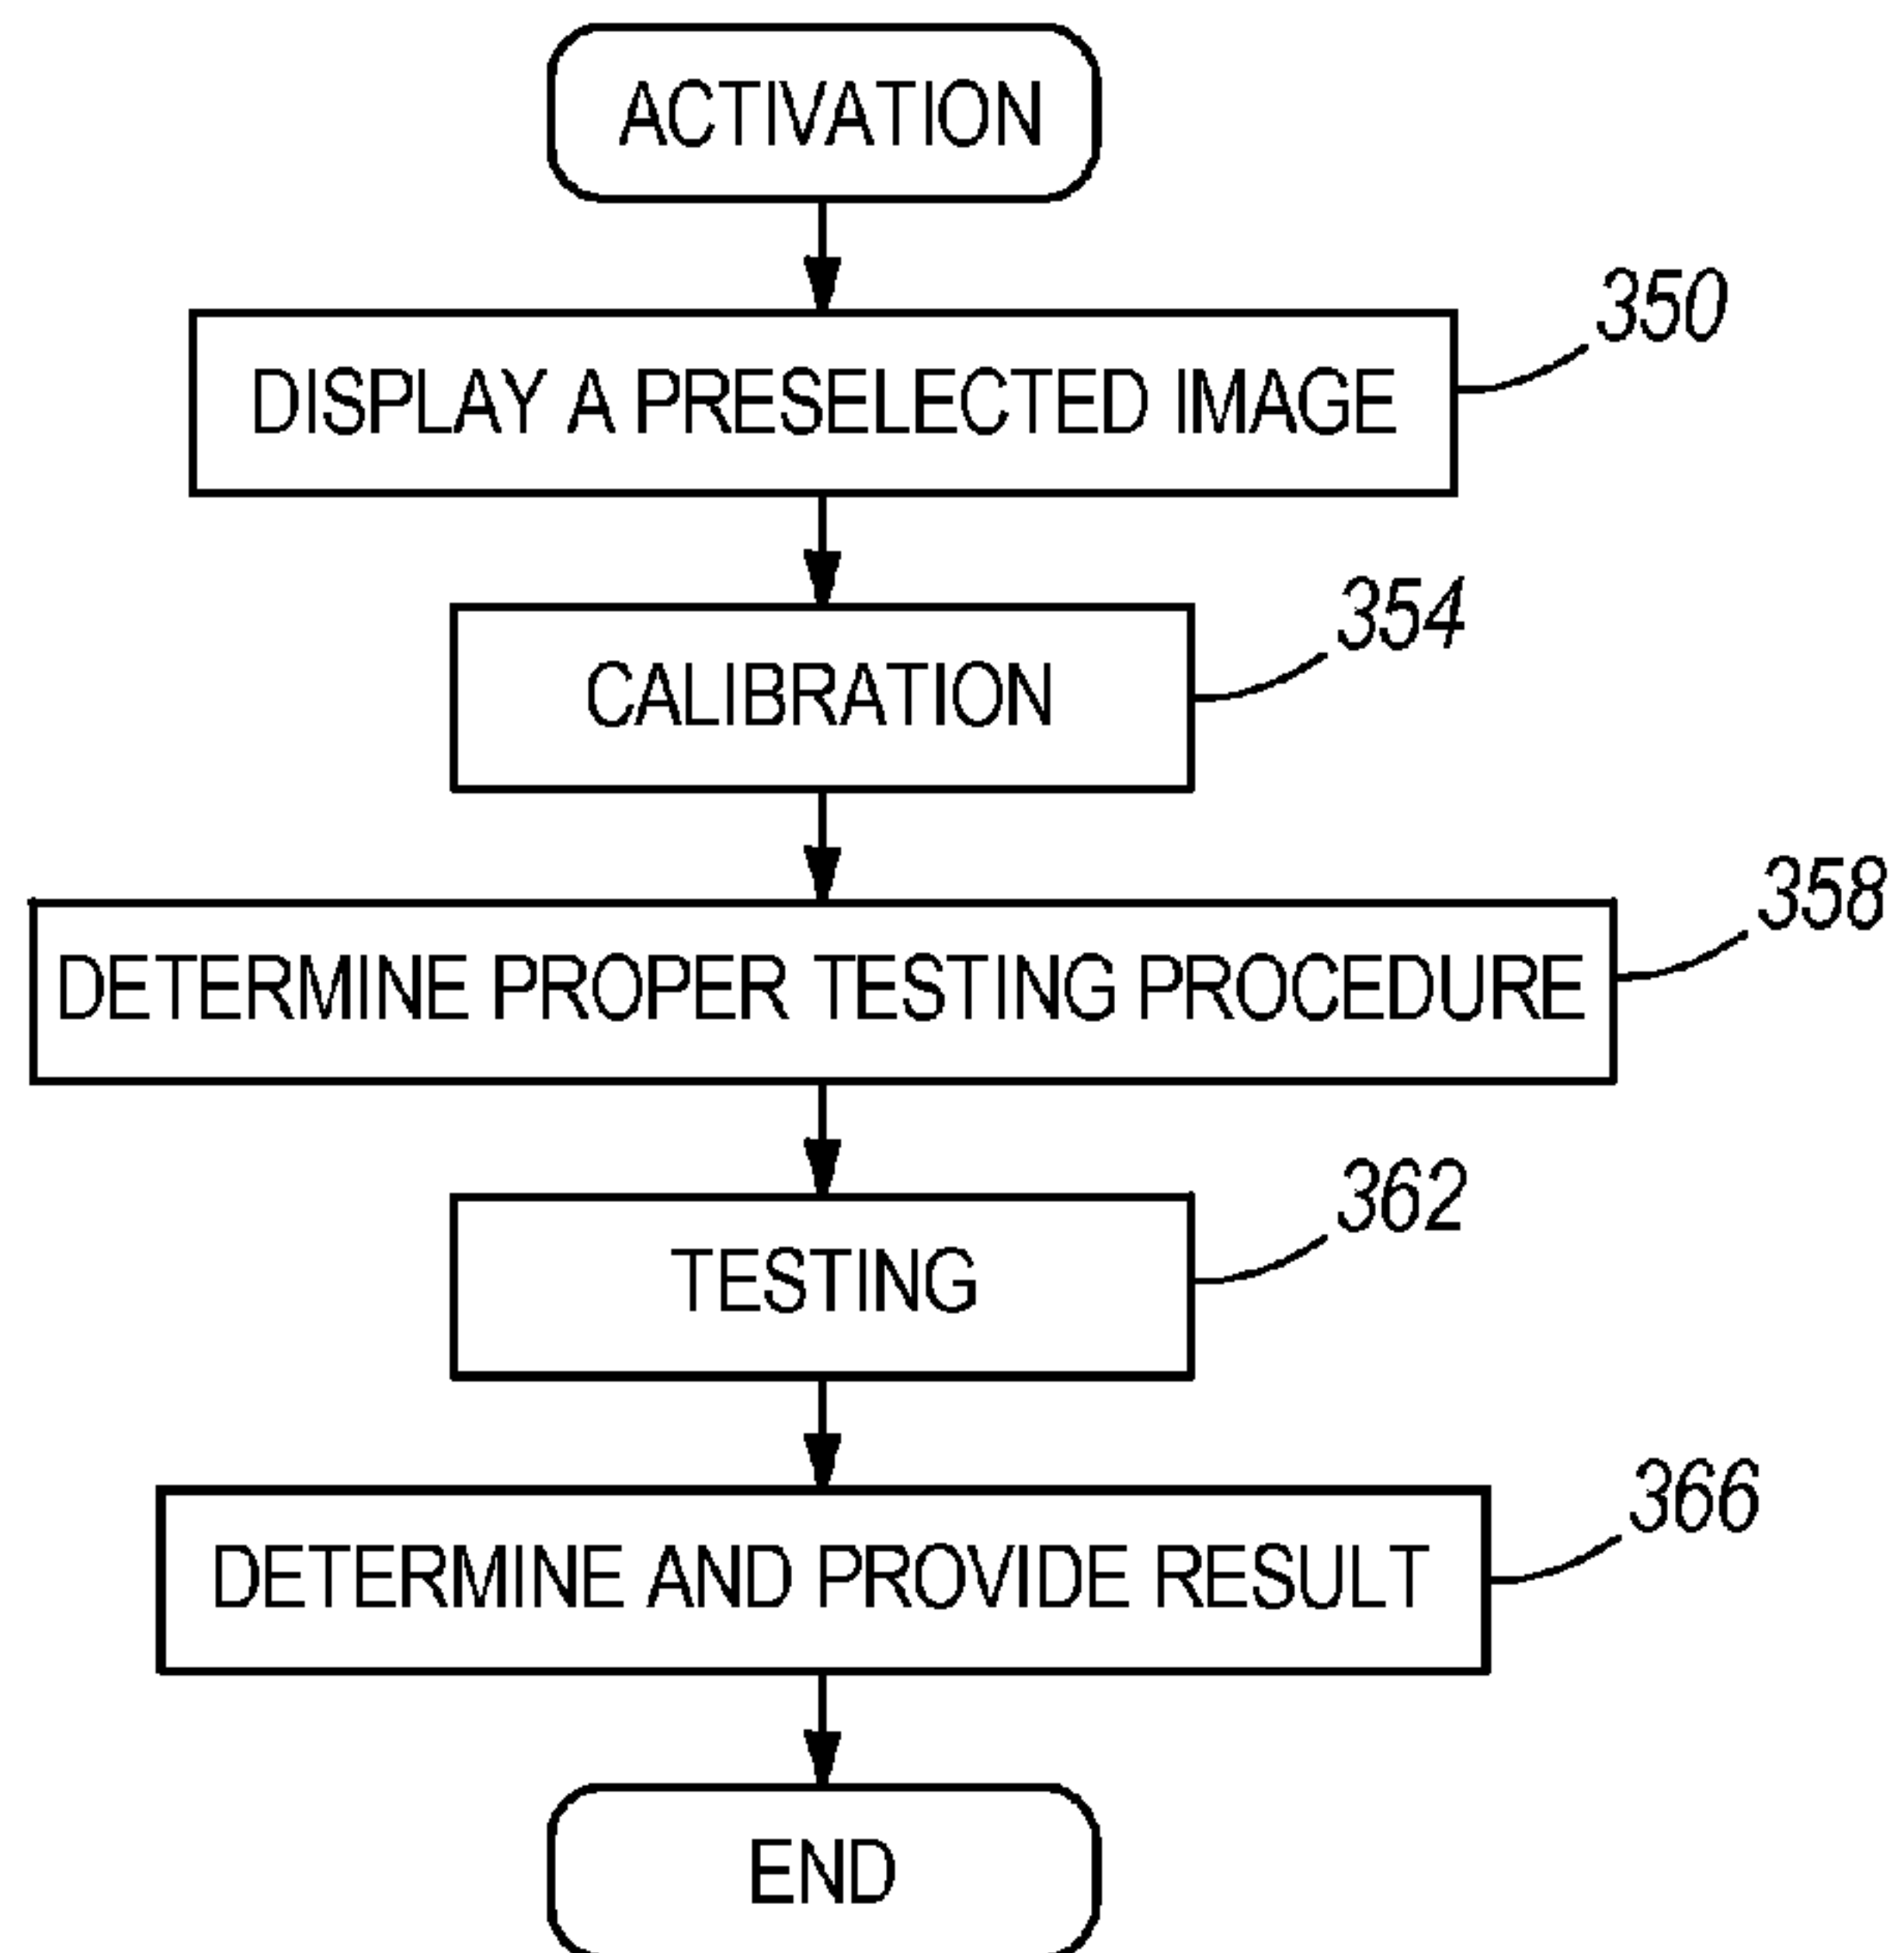 ACTIVATION
DISPLAY A PRESELECTED IMAGE
350
CALIBRATION
354
DETERMINE PROPER TESTING PROCEDURE
358
TESTING
362
DETERMINE AND PROVIDE RESULT
366
END